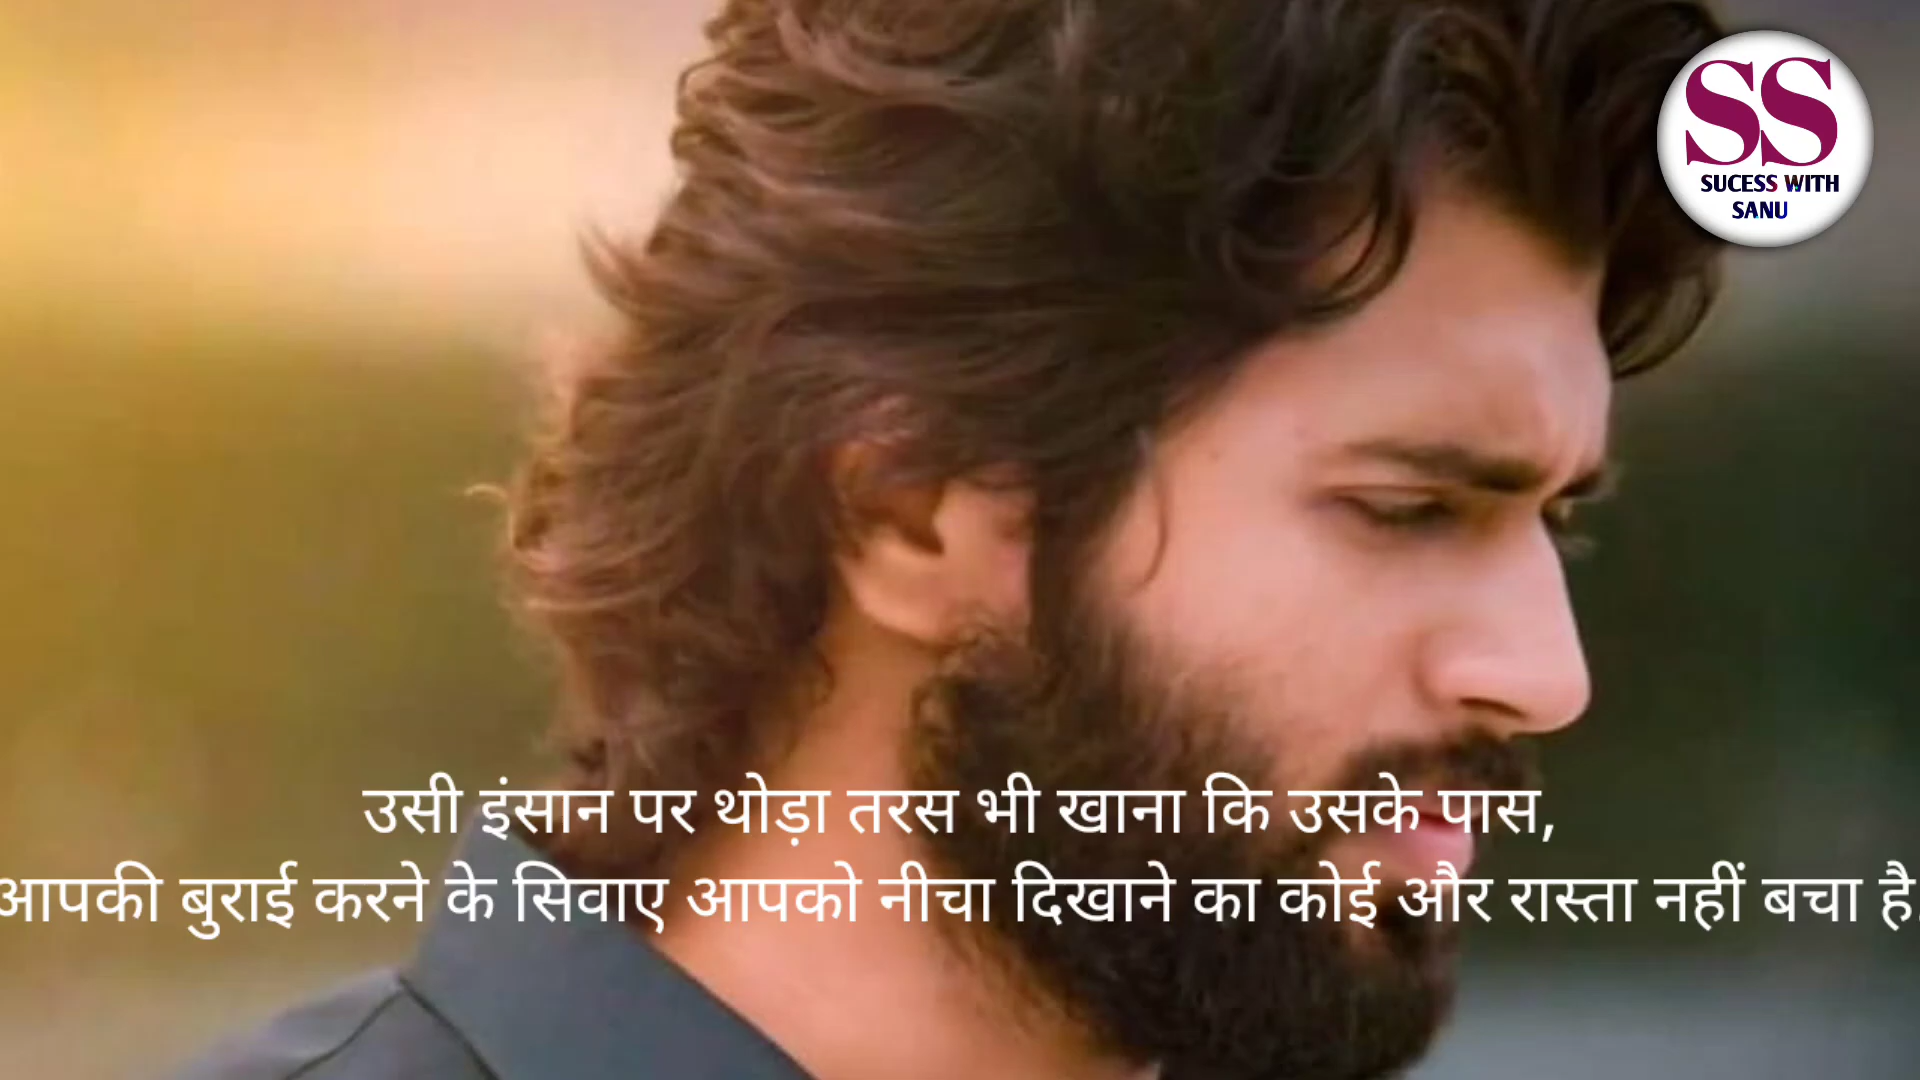 SS
SUCESS WITH
SANU
उसी इंसान पर थोड़ा तरस भी खाना कि उसके पास,
आपकी बुराई करने के सिवाए आपको नीचा दिखाने का कोई और रास्ता नहीं बचा है.